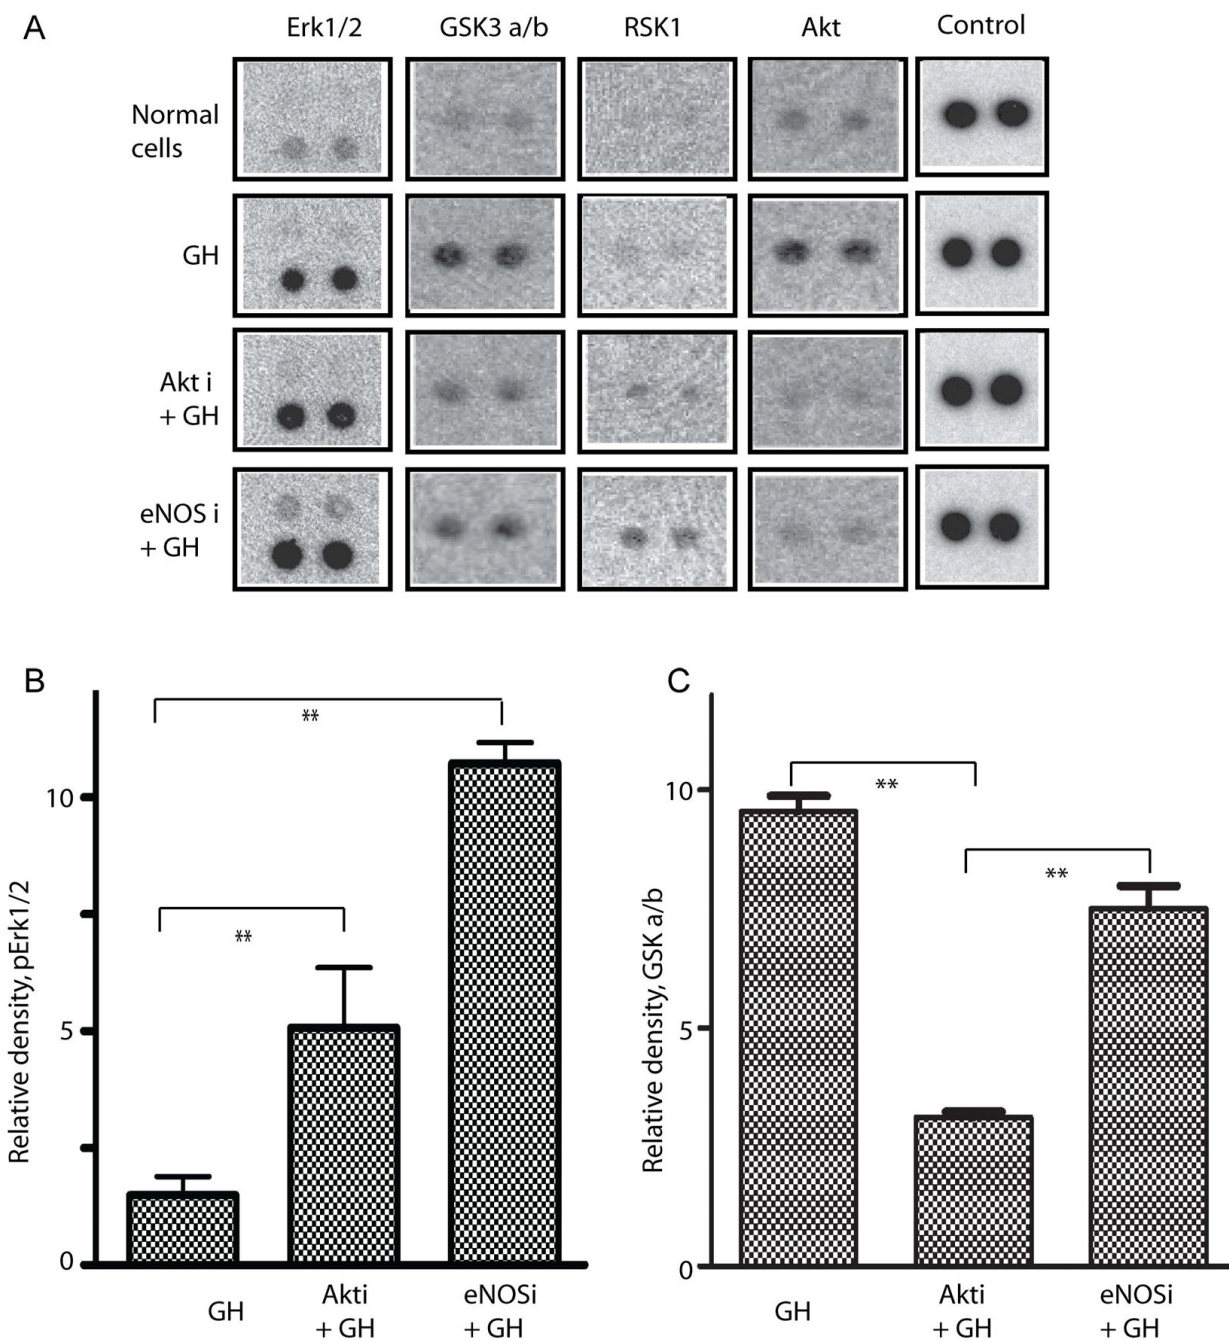 A
Erk1/2 GSK3 a/b RSK1 Akt Control
Normal
cells
GH
Akt i
+ GH
eNOS i
+ GH
B
**
**
10
5
0
Relative density, pErk1/2
GH
Akti
+ GH
eNOSi
+ GH
C
**
**
10
5
0
Relative density, GSK a/b
GH
Akti
+ GH
eNOSi
+ GH